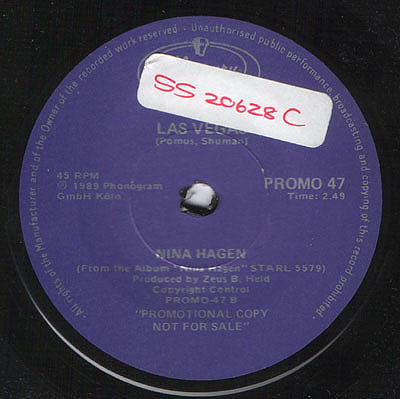 All rights of the Manufacturer and of the Owner of the recorded work reserved - Unauthorised public performance, broadcasting and copying of this record prohibited -
SS 20628 C
LAS VEGAS
(Pomus, Shuman)
45 RPM
℗ 1989 Phonogram
GmbH Köln
PROMO 47
Time: 2.49
NINA HAGEN
(From the Album "Nina Hagen" STARL 5579)
Produced by Zeus B. Held
Copyright Control
PROMO-47 B
"PROMOTIONAL COPY
NOT FOR SALE"